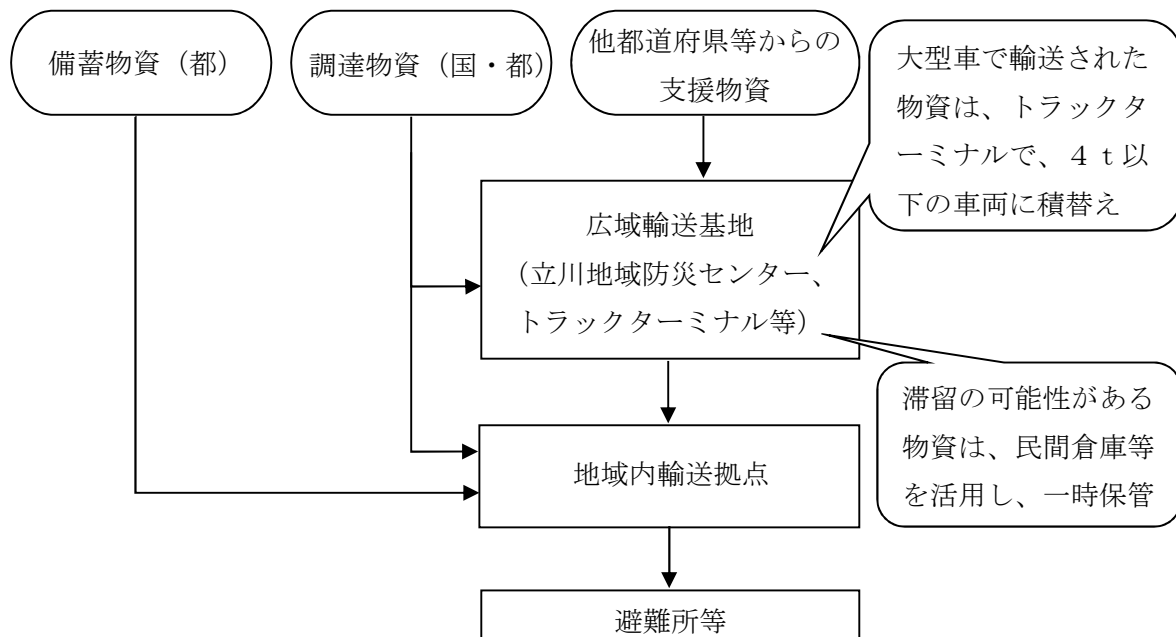 備蓄物資（都）
調達物資（国・都）
他都道府県等からの
支援物資
大型車で輸送された
物資は、トラックタ
ーミナルで、４ｔ以
下の車両に積替え
広域輸送基地
（立川地域防災センター、
トラックターミナル等）
滞留の可能性がある
物資は、民間倉庫等
を活用し、一時保管
地域内輸送拠点
避難所等